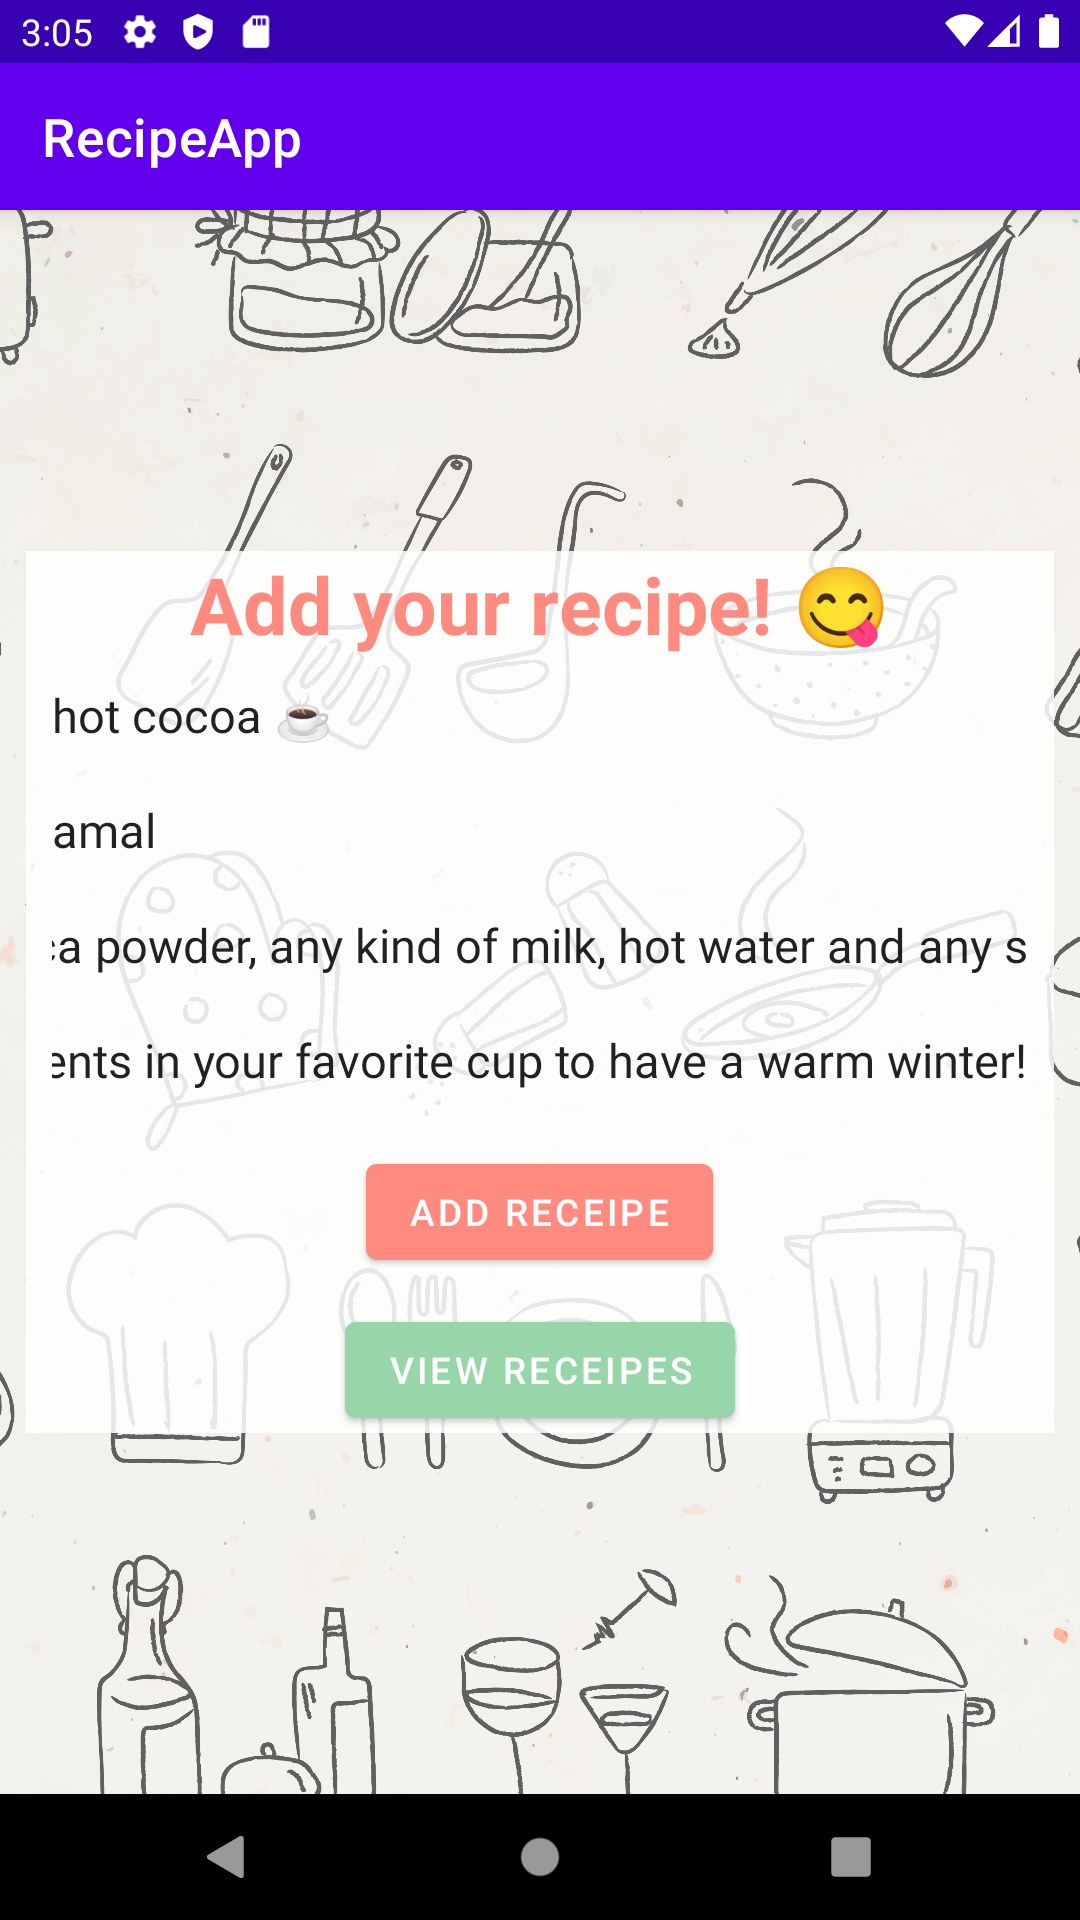 3:05
RecipeApp
Add your recipe! 😋
hot cocoa ☕
amal
powder, any kind of milk, hot water and any s
in your favorite cup to have a warm winter!
ADD RECEIPE
VIEW RECEIPES